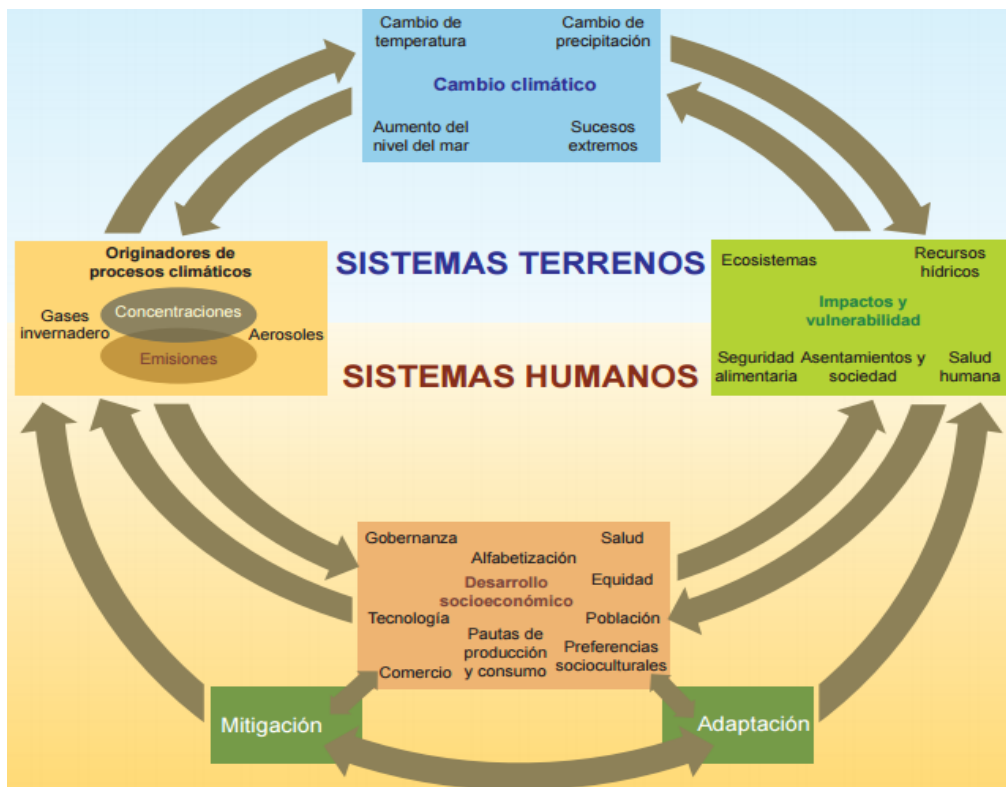 Cambio de
temperatura
Cambio de
precipitación
Cambio climático
Aumento del
nivel del mar
Sucesos
extremos
Originadores de
procesos climáticos
Concentraciones
Gases
invernadero
Aerosoles
Emisiones
SISTEMAS TERRENOS
SISTEMAS HUMANOS
Ecosistemas
Recursos
hídricos
Impactos y
vulnerabilidad
Seguridad
alimentaria
Asentamientos y
sociedad
Salud
humana
Gobernanza
Alfabetización
Salud
Desarrollo
socioeconómico
Equidad
Tecnología
Población
Pautas de
producción
y consumo
Preferencias
socioculturales
Comercio
Mitigación
Adaptación